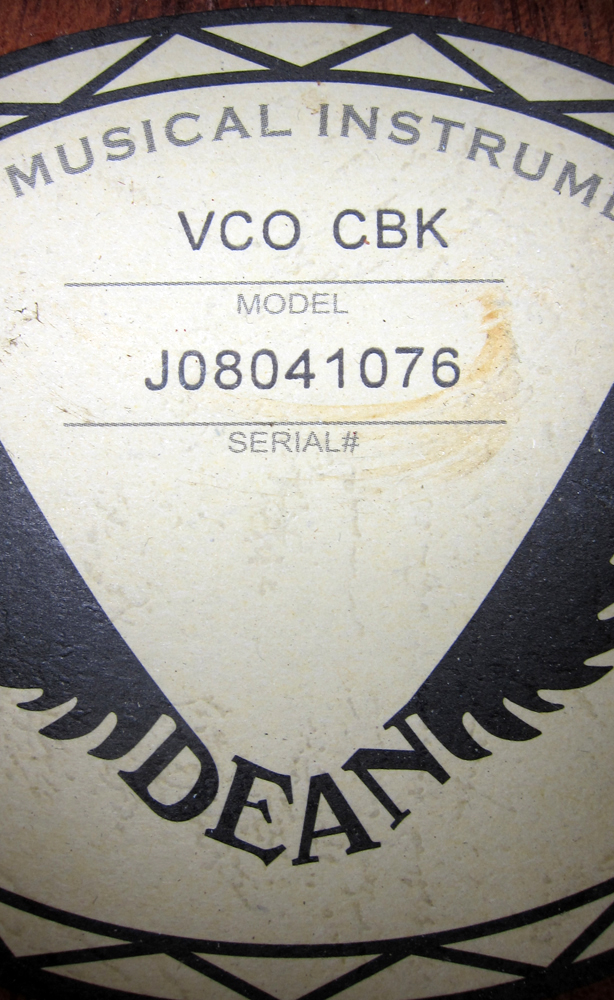 MUSICAL INSTRUME
VCO CBK
MODEL
J08041076
SERIAL#
DEAN